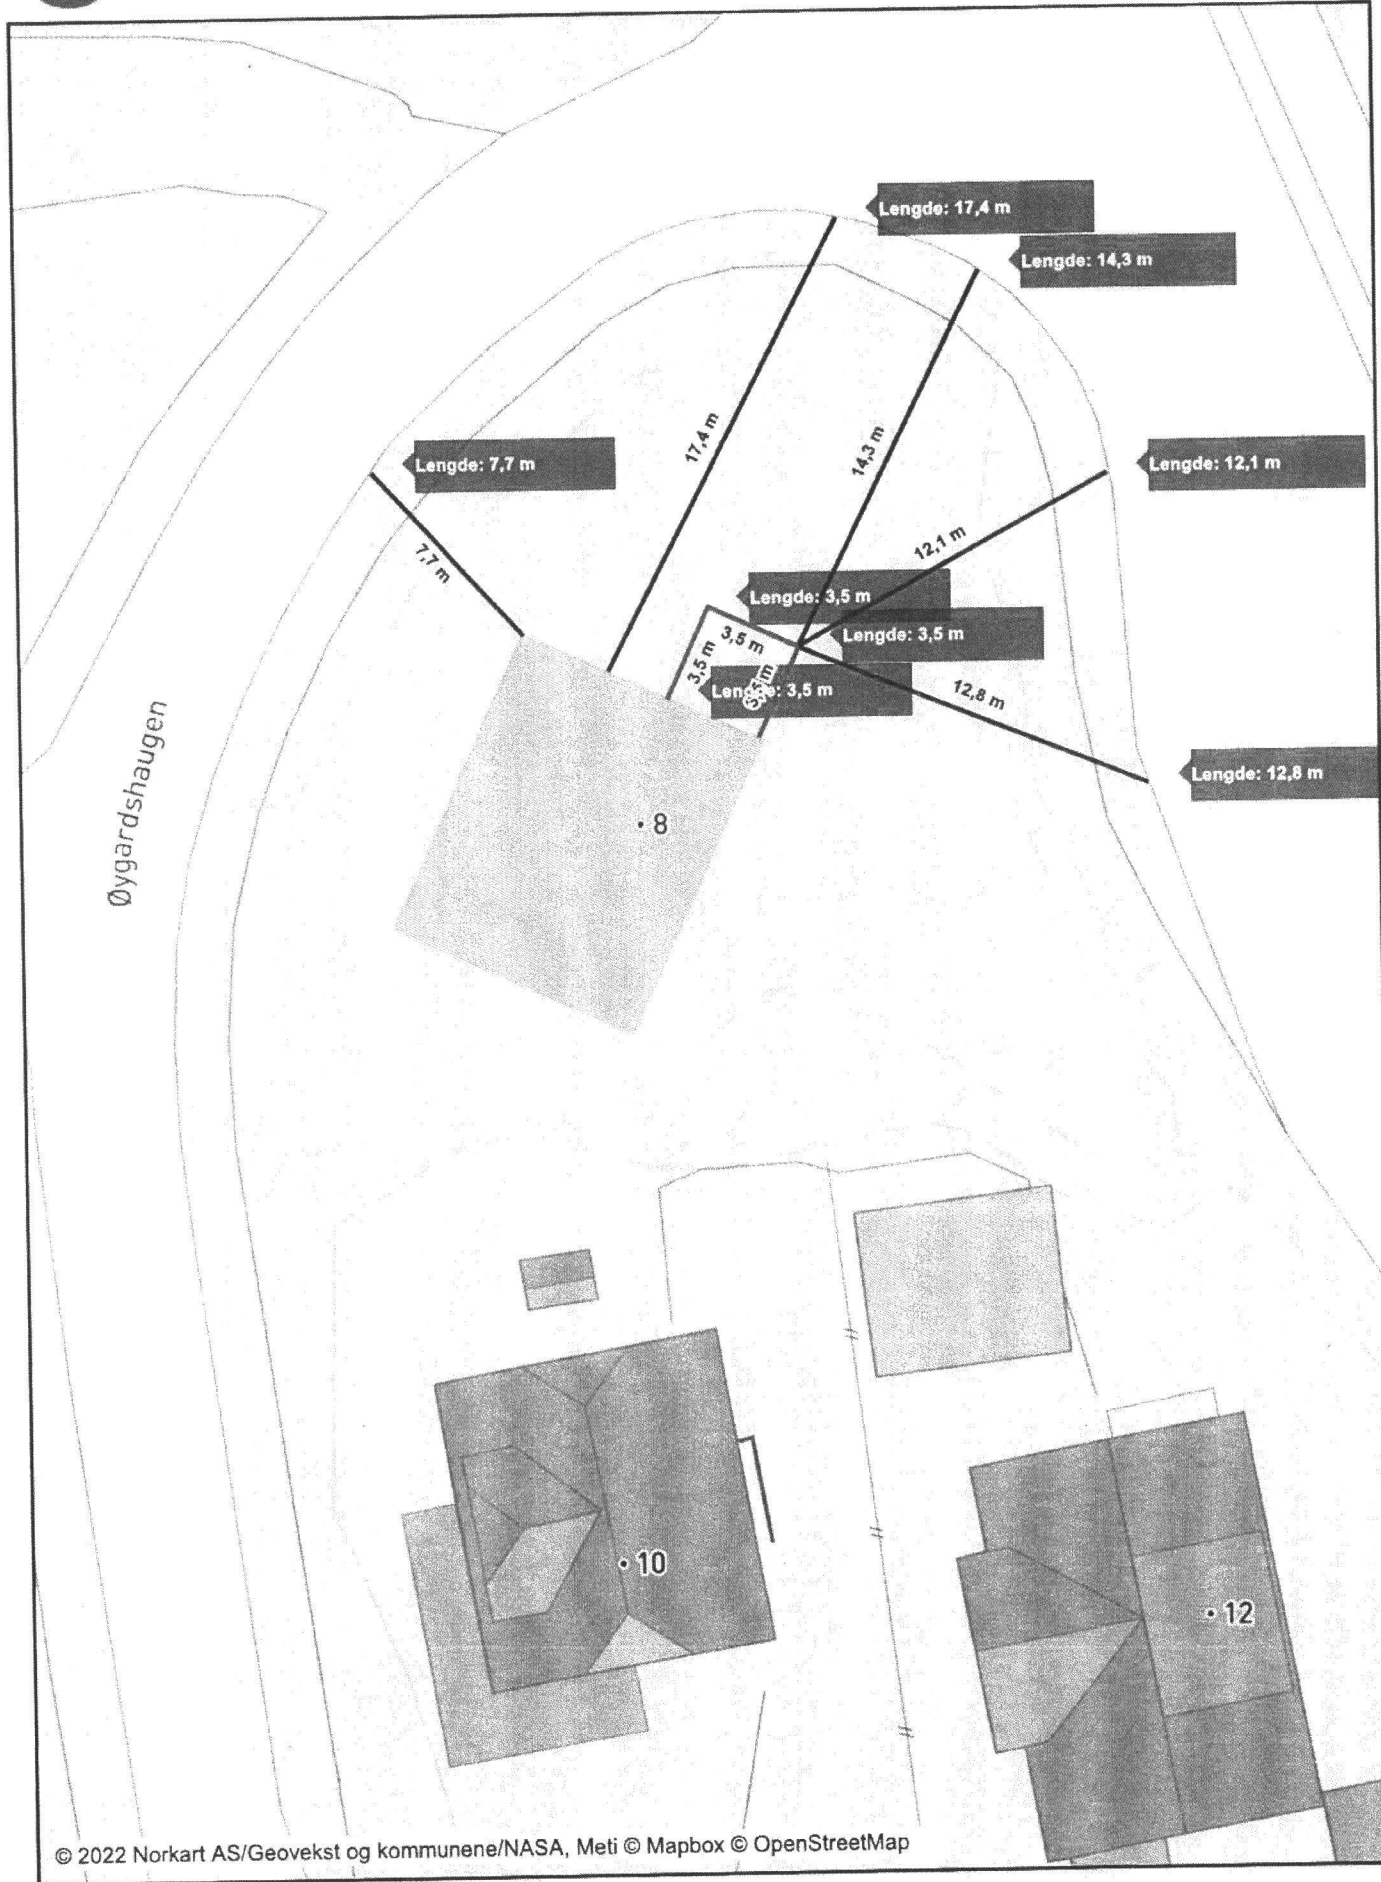 Lengde: 17,4 m
Lengde: 14,3 m
17,4 m
14,3 m
Lengde: 7,7 m
Lengde: 12,1 m
7,7 m
12,1 m
Lengde: 3,5 m
3,5 m
Lengde: 3,5 m
3,5 m
Lengde: 3,5 m
3,5 m
12,8 m
Lengde: 12,8 m
Øygardshaugen
8
10
12
© 2022 Norkart AS/Geovekst og kommunene/NASA, Meti © Mapbox © OpenStreetMap